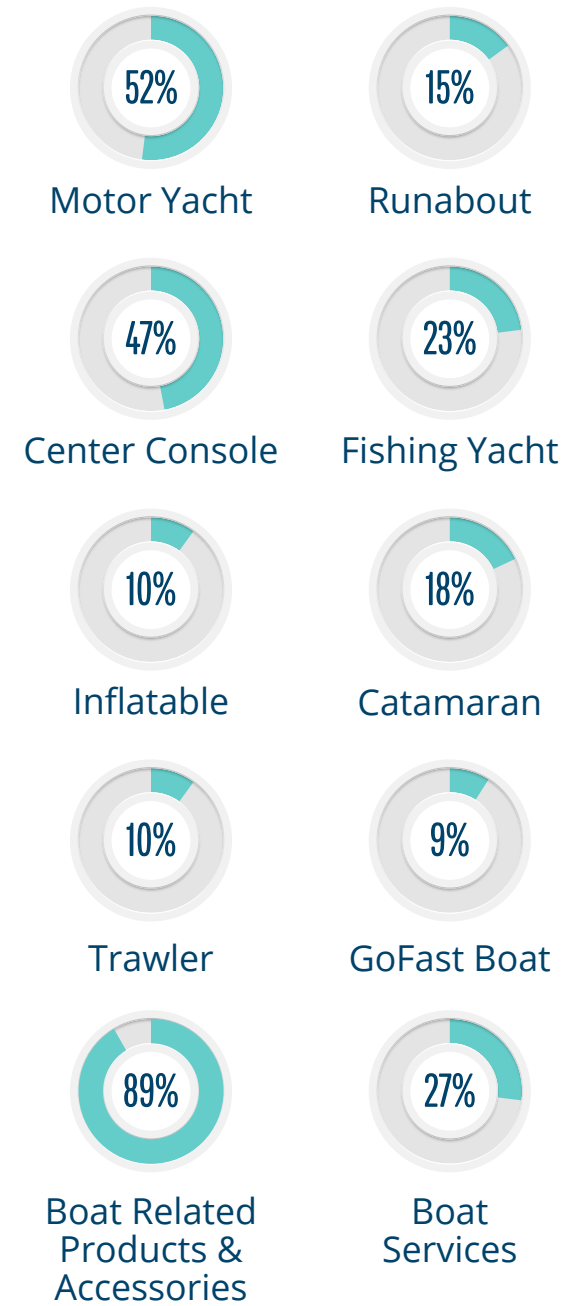 52%
15%
Motor Yacht
Runabout
47%
23%
Center Console
Fishing Yacht
10%
18%
Inflatable
Catamaran
10%
9%
Trawler
GoFast Boat
89%
27%
Boat Related
Products &
Accessories
Boat
Services